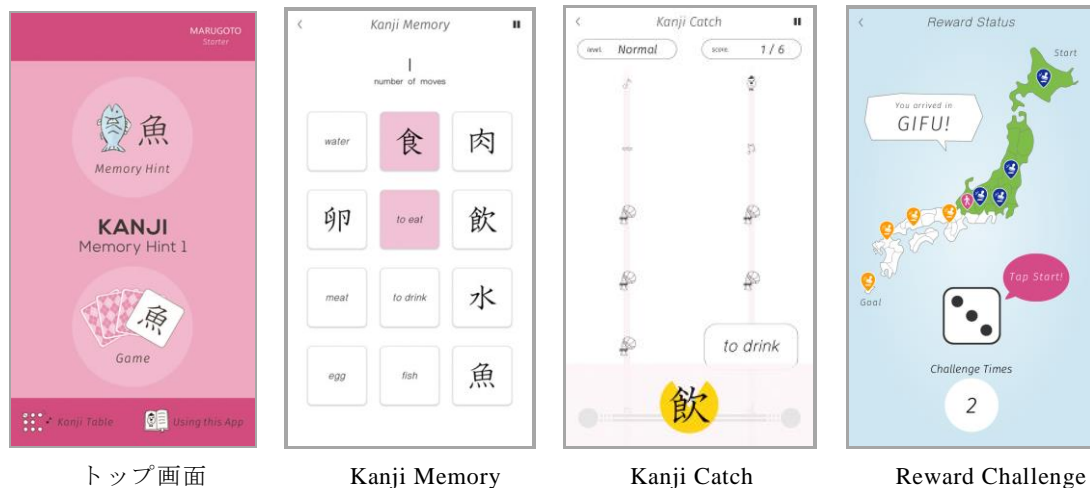 MARUGOTO
Starter
魚
Memory Hint
KANJI
Memory Hint 1
魚
Game
Kanji Table
Using this App
トップ画面
Kanji Memory
number of moves
water
食
肉
卵
to eat
飲
meat
to drink
水
egg
fish
魚
Kanji Memory
Kanji Catch
level. Normal
score. 1 / 6
to drink
飲
Kanji Catch
Reward Status
Start
You arrived in
GIFU!
Tap Start!
Goal
Challenge Times
2
Reward Challenge